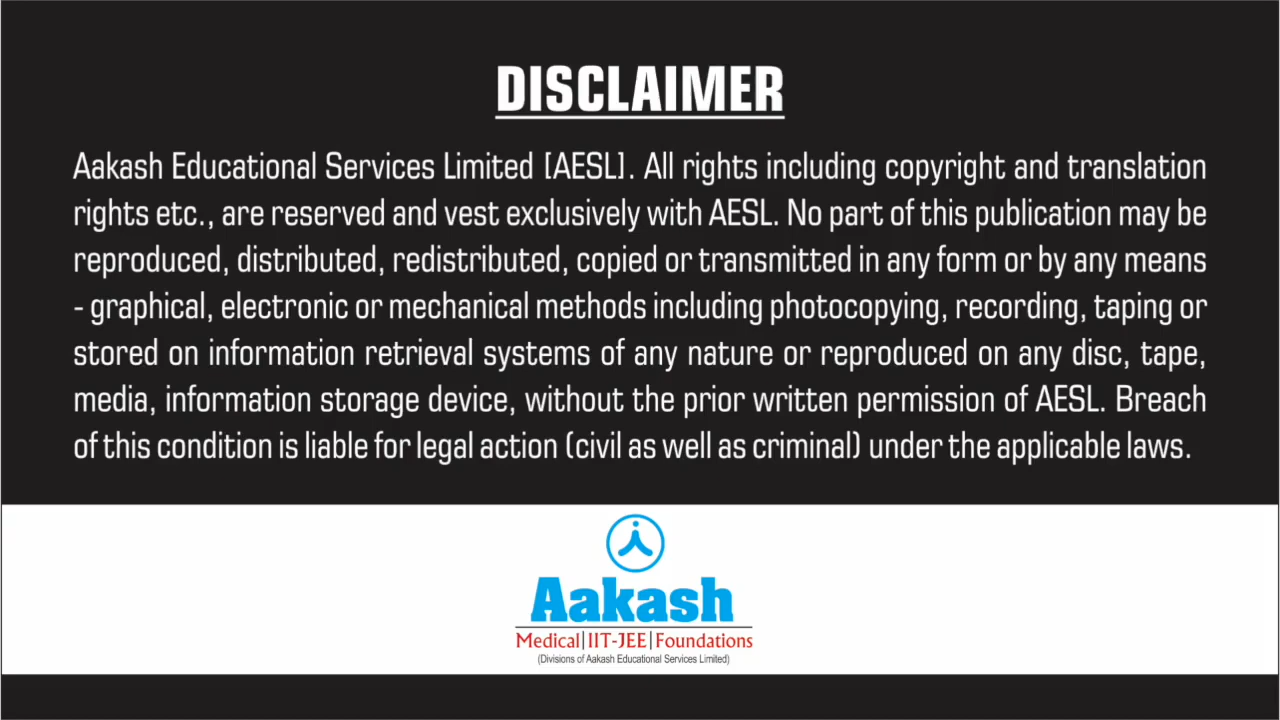 DISCLAIMER
Aakash Educational Services Limited [AESL]. All rights including copyright and translation
rights etc., are reserved and vest exclusively with AESL. No part of this publication may be
reproduced, distributed, redistributed, copied or transmitted in any form or by any means
- graphical, electronic or mechanical methods including photocopying, recording, taping or
stored on information retrieval systems of any nature or reproduced on any disc, tape,
media, information storage device, without the prior written permission of AESL. Breach
of this condition is liable for legal action (civil as well as criminal) under the applicable laws.
Aakash
Medical|IIT-JEE|Foundations
(Divisions of Aakash Educational Services Limited)